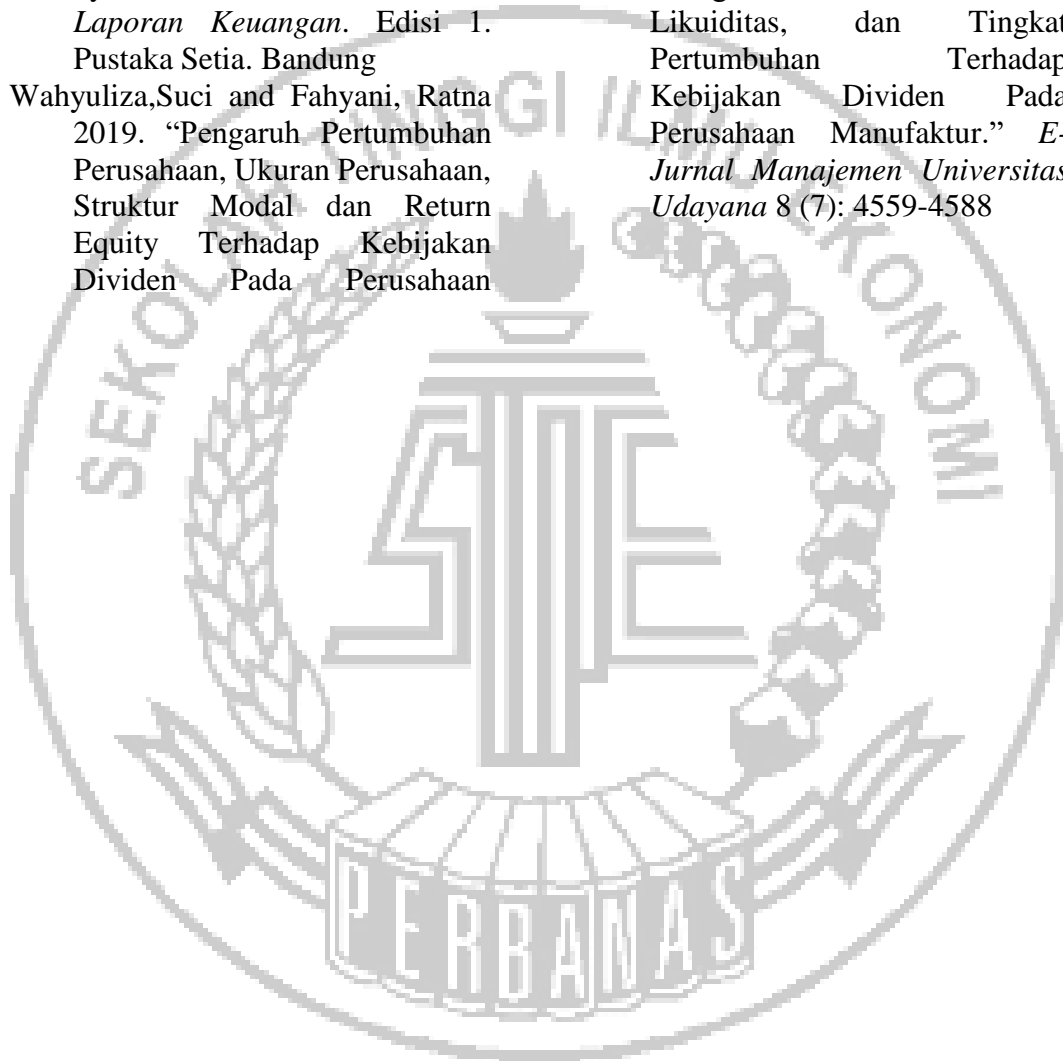 Laporan Keuangan. Edisi 1.
Pustaka Setia. Bandung
Wahyuliza,Suci and Fahyani, Ratna
2019. “Pengaruh Pertumbuhan
Perusahaan, Ukuran Perusahaan,
Struktur Modal dan Return
Equity Terhadap Kebijakan
Dividen Pada Perusahaan
Likuiditas, dan Tingkat
Pertumbuhan Terhadap
Kebijakan Dividen Pada
Perusahaan Manufaktur.” E-
Jurnal Manajemen Universitas
Udayana 8 (7): 4559-4588
SEKOLAH TINGGI ILMU EKONOMI
STIE
PERBANAS